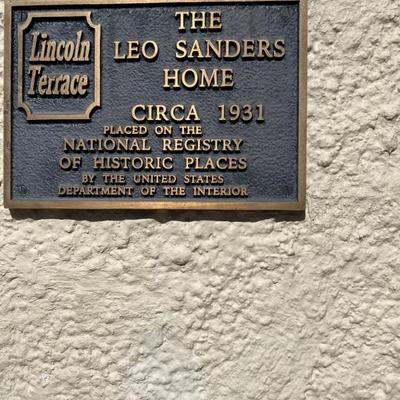 Lincoln
Terrace
THE
LEO SANDERS
HOME
CIRCA 1931
PLACED ON THE
NATIONAL REGISTRY
OF HISTORIC PLACES
BY THE UNITED STATES
DEPARTMENT OF THE INTERIOR